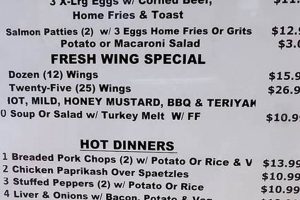 3 X-Lrg Eggs w/ Corned Beef,
Home Fries & Toast
Salmon Patties (2) w/ 3 Eggs Home Fries Or Grits $12.9
Potato or Macaroni Salad $3.0
FRESH WING SPECIAL
Dozen (12) Wings $15.9
Twenty-Five (25) Wings $26.9
HOT, MILD, HONEY MUSTARD, BBQ & TERIYAK
0 Soup Or Salad w/ Turkey Melt W/ FF $10.99
HOT DINNERS
1 Breaded Pork Chops (2) w/ Potato Or Rice & V $13.99
2 Chicken Paprikash Over Spaetzles $10.99
3 Stuffed Peppers (2) w/ Potato Or Rice $10.99
4 Liver & Onions w/ Bacon, Potato & Veg $10.99